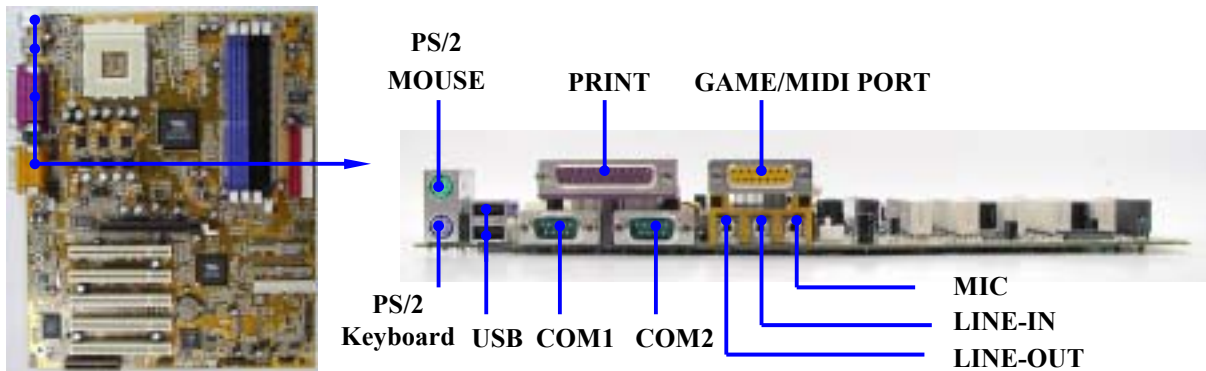 PS/2
MOUSE
PRINT
GAME/MIDI PORT
PS/2
Keyboard
USB
COM1
COM2
MIC
LINE-IN
LINE-OUT